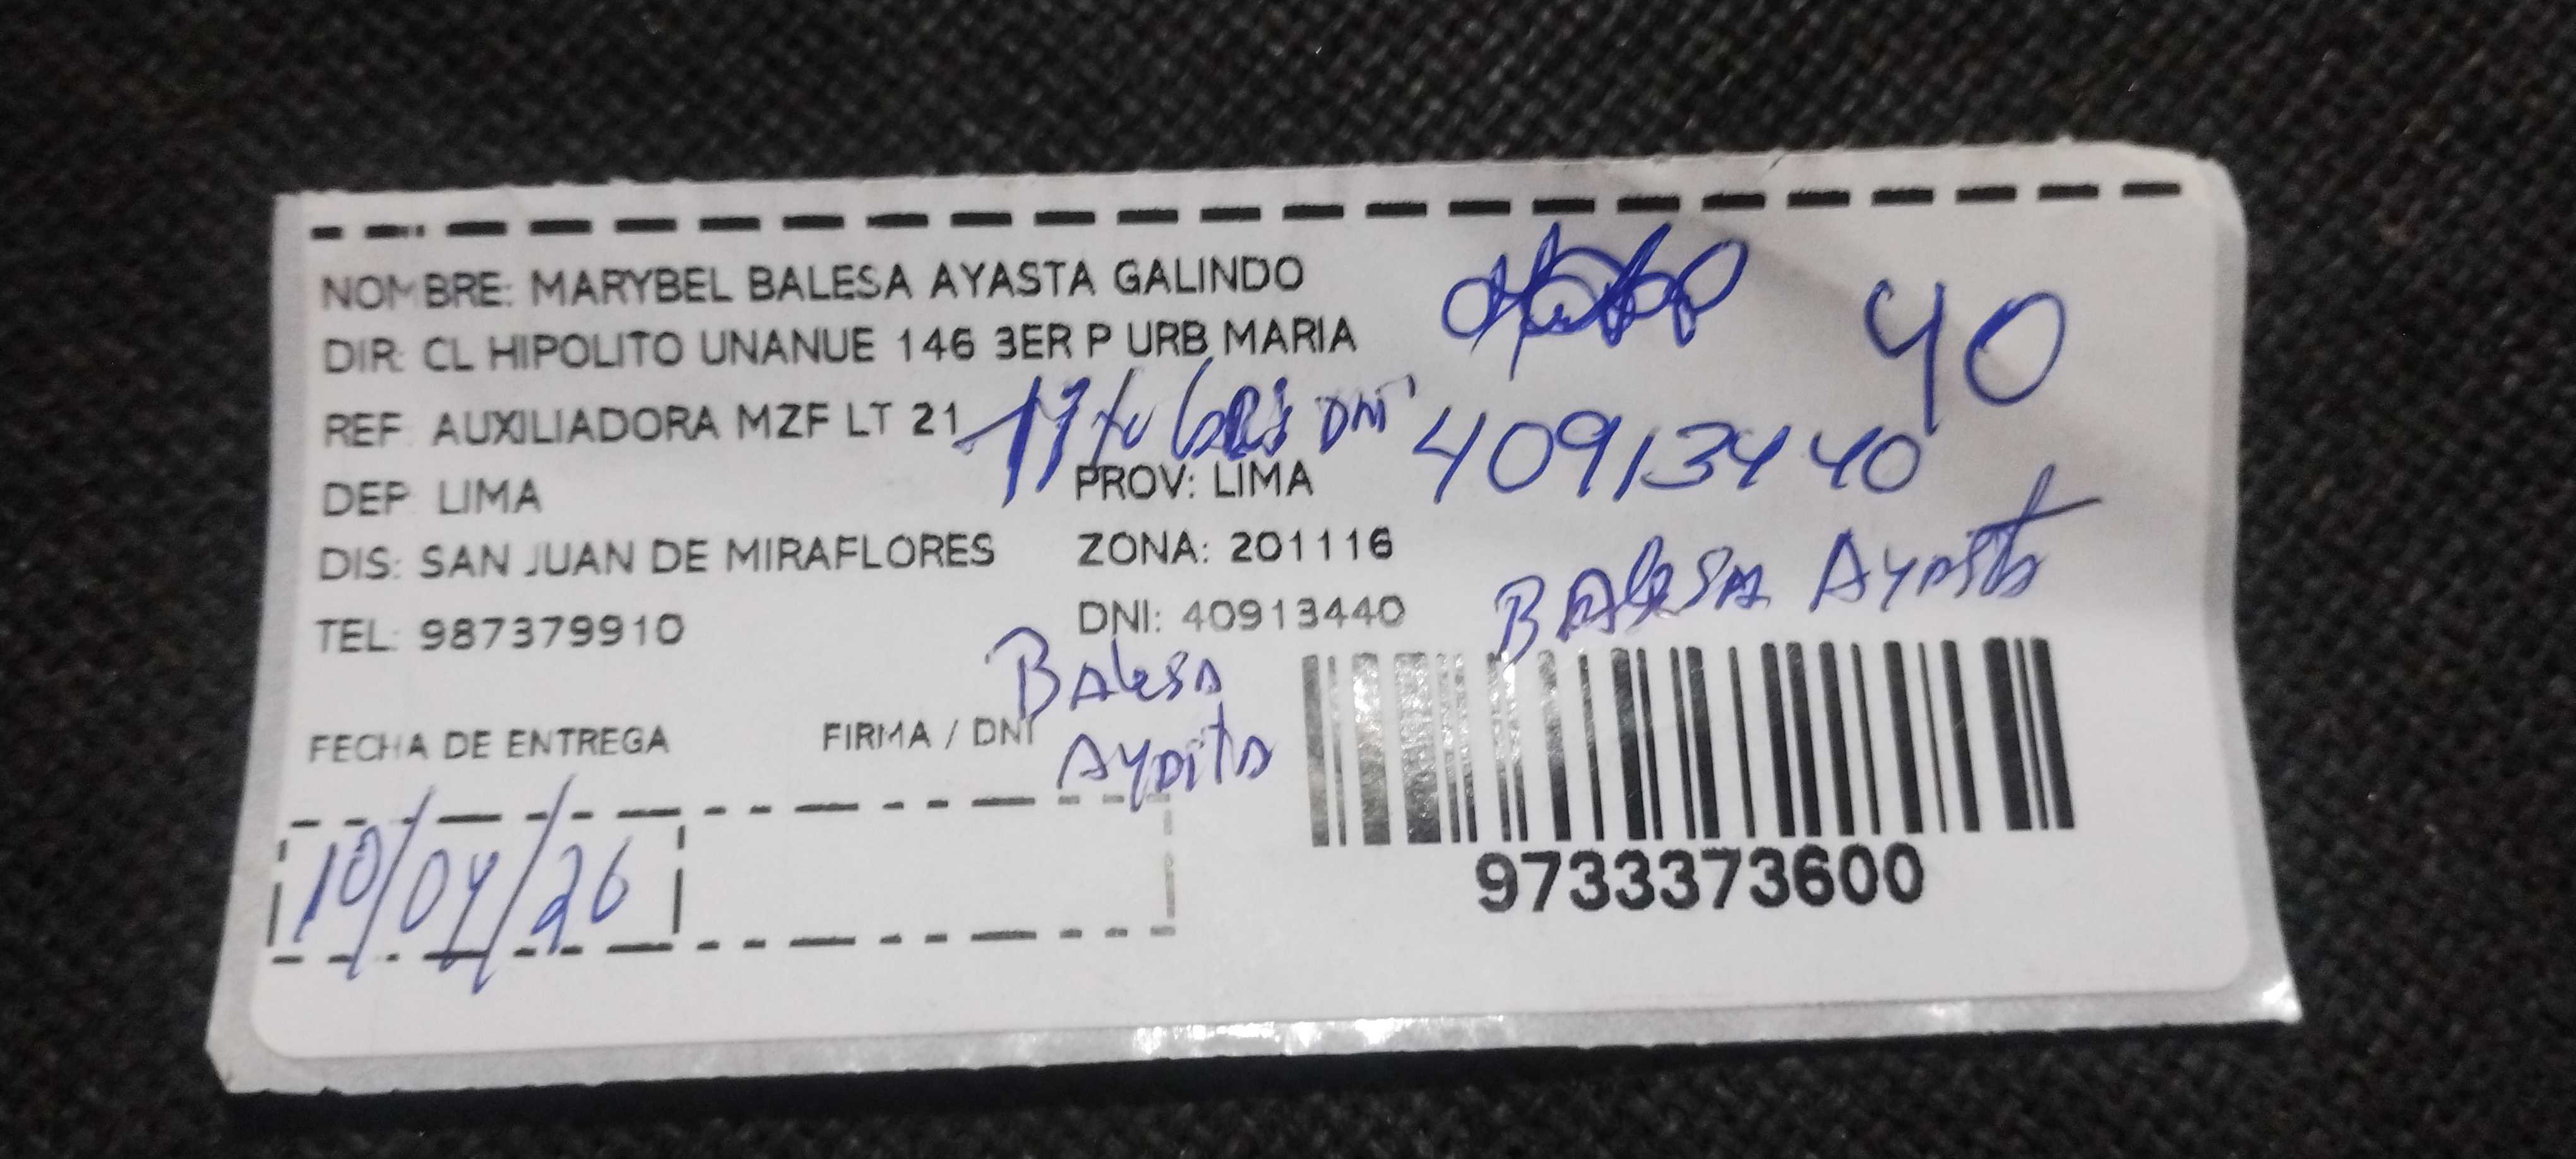 NOMBRE: MARYBEL BALESA AYASTA GALINDO
40
DIR: CL HIPOLITO UNANUE 146 3ER P URB MARIA
REF: AUXILIADORA MZF LT 21
DNI 40913440
DEP: LIMA PROV: LIMA
DIS: SAN JUAN DE MIRAFLORES ZONA: 201116
Balesa Ayasta
TEL: 987379910 DNI: 40913440
Balesa
Ayasta
FECHA DE ENTREGA FIRMA / DNI
10/04/26
9733373600